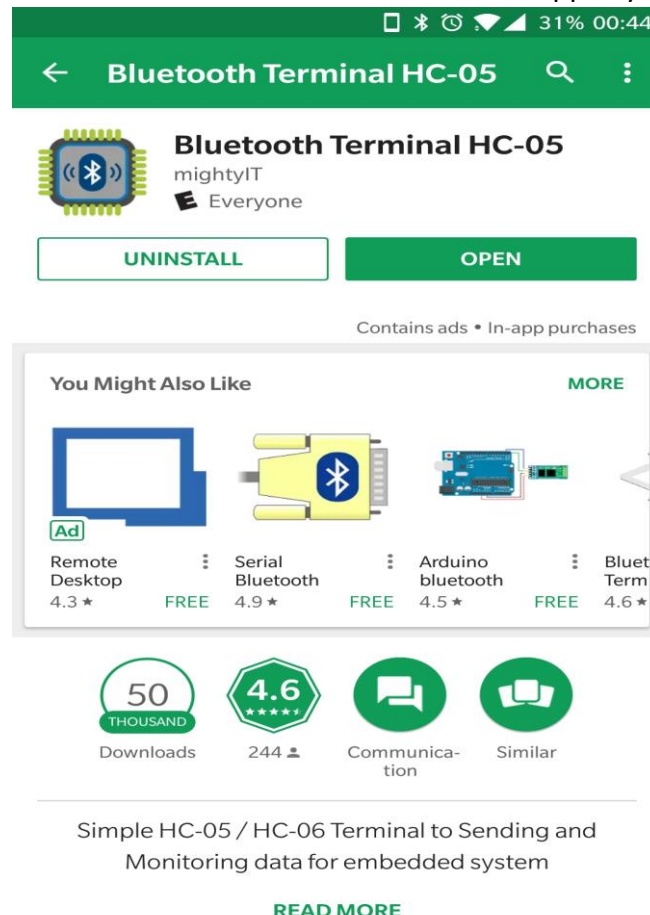 31% 00:44
Bluetooth Terminal HC-05
Bluetooth Terminal HC-05
mightyIT
E Everyone
UNINSTALL
OPEN
Contains ads • In-app purchases
You Might Also Like
MORE
Ad
Remote Desktop
4.3 ★ FREE
Serial Bluetooth
4.9 ★ FREE
Arduino bluetooth
4.5 ★ FREE
Bluet
Term
4.6 ★
50
THOUSAND
Downloads
4.6
★★★★★
244
Communica-
tion
Similar
Simple HC-05 / HC-06 Terminal to Sending and
Monitoring data for embedded system
READ MORE